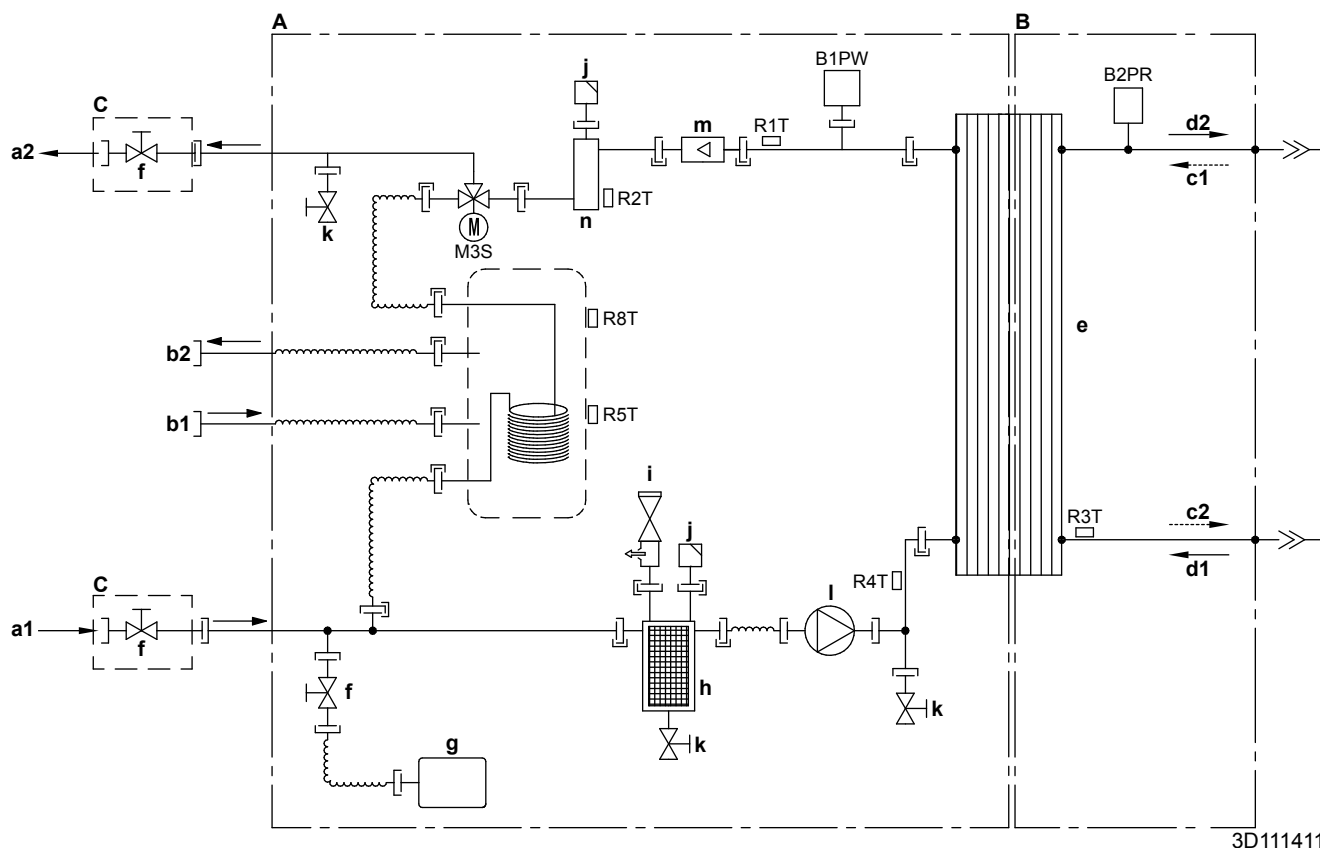 A
B
B1PW
B2PR
j
C
m
R1T
d2
a2
f
c1
R2T
k
n
M
M3S
R8T
e
b2
b1
R5T
i
R3T
c2
j
C
R4T
d1
l
a1
f
f
h
k
k
g
3D111411